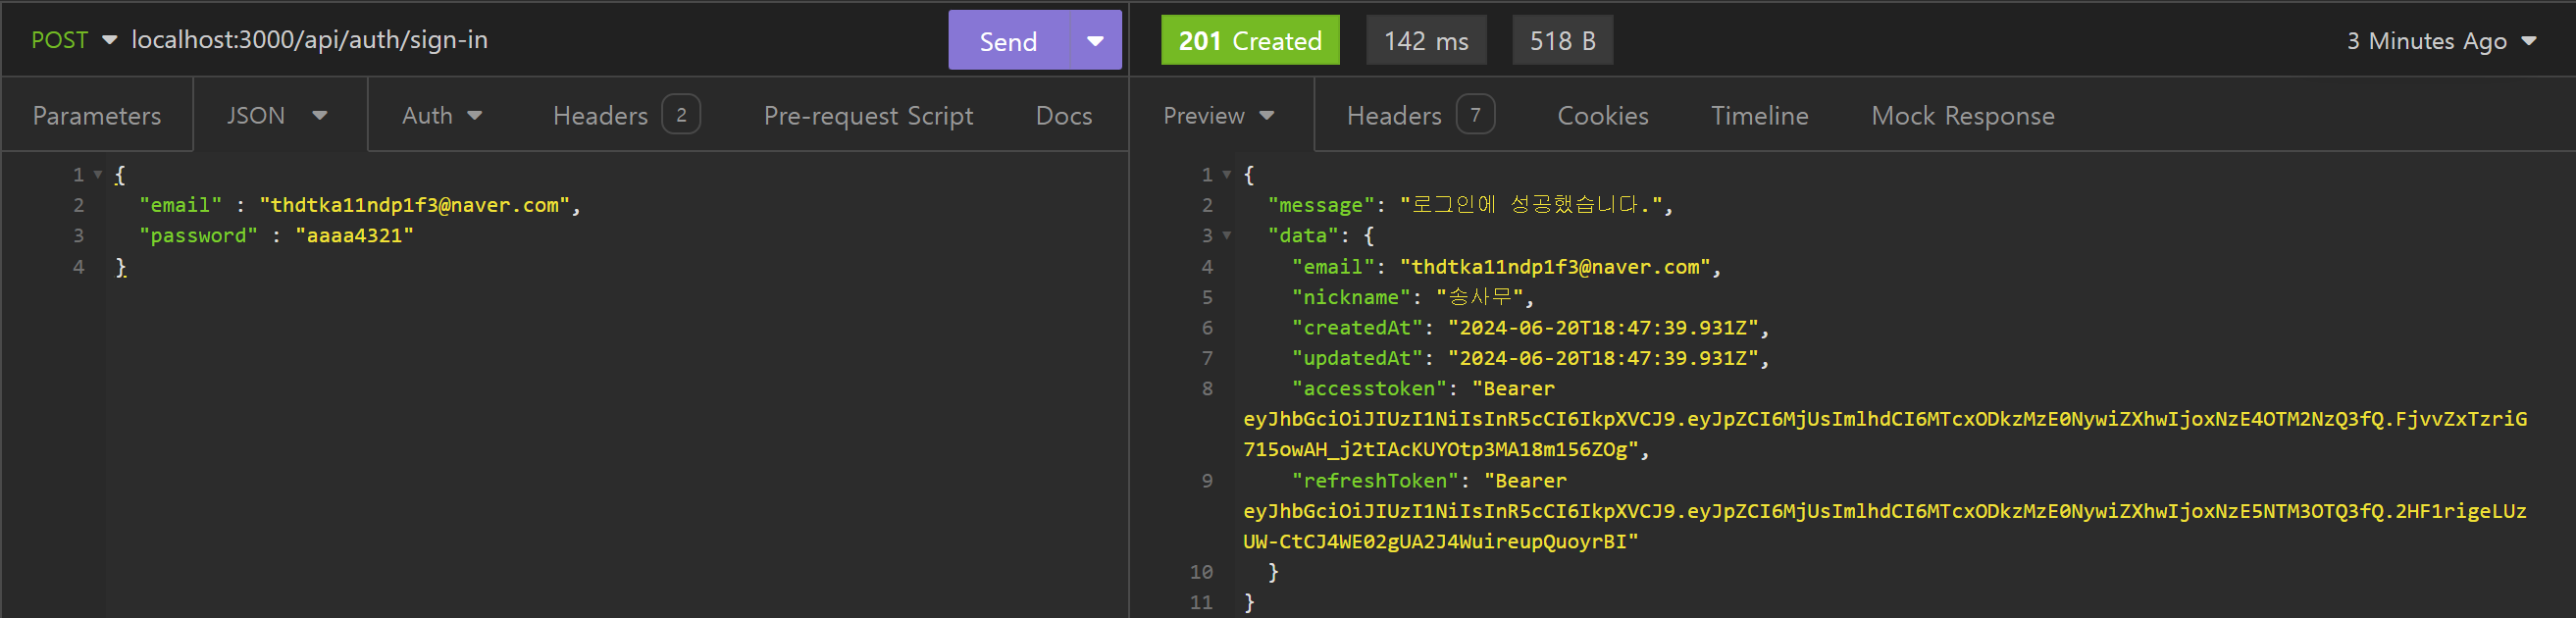 POST localhost:3000/api/auth/sign-in Send
201 Created 142 ms 518 B 3 Minutes Ago
Parameters JSON Auth Headers 2 Pre-request Script Docs
Preview Headers 7 Cookies Timeline Mock Response
1 {
2 "email" : "thdtka11ndp1f3@naver.com",
3 "password" : "aaaa4321"
4 }
1 {
2 "message": "로그인에 성공했습니다.",
3 "data": {
4 "email": "thdtka11ndp1f3@naver.com",
5 "nickname": "송사무",
6 "createdAt": "2024-06-20T18:47:39.931Z",
7 "updatedAt": "2024-06-20T18:47:39.931Z",
8 "accesstoken": "Bearer
eyJhbGciOiJIUzI1NiIsInR5cCI6IkpXVCJ9.eyJpZCI6MjUsImlhdCI6MTcxODkzMzE0NywiZXhwIjoxNzE4OTM2NzQ3fQ.FjvvZxTzriG
715owAH_j2tIAcKUYOtp3MA18m156ZOg",
9 "refreshToken": "Bearer
eyJhbGciOiJIUzI1NiIsInR5cCI6IkpXVCJ9.eyJpZCI6MjUsImlhdCI6MTcxODkzMzE0NywiZXhwIjoxNzE5NTM3OTQ3fQ.2HF1rigeLUz
UW-CtCJ4WE02gUA2J4WuireupQuoyrBI"
10 }
11 }